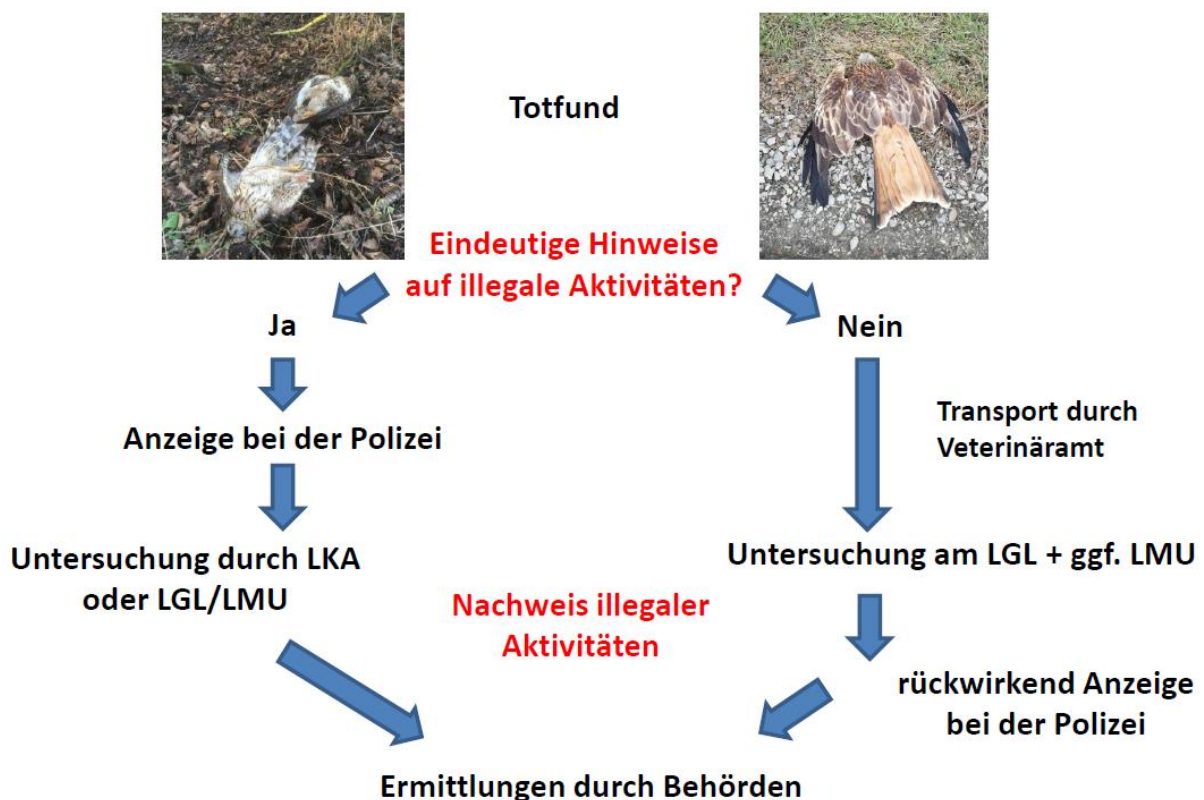 Totfund
Eindeutige Hinweise
auf illegale Aktivitäten?
Ja
Nein
Anzeige bei der Polizei
Transport durch
Veterinäramt
Untersuchung durch LKA
oder LGL/LMU
Untersuchung am LGL + ggf. LMU
Nachweis illegaler
Aktivitäten
rückwirkend Anzeige
bei der Polizei
Ermittlungen durch Behörden